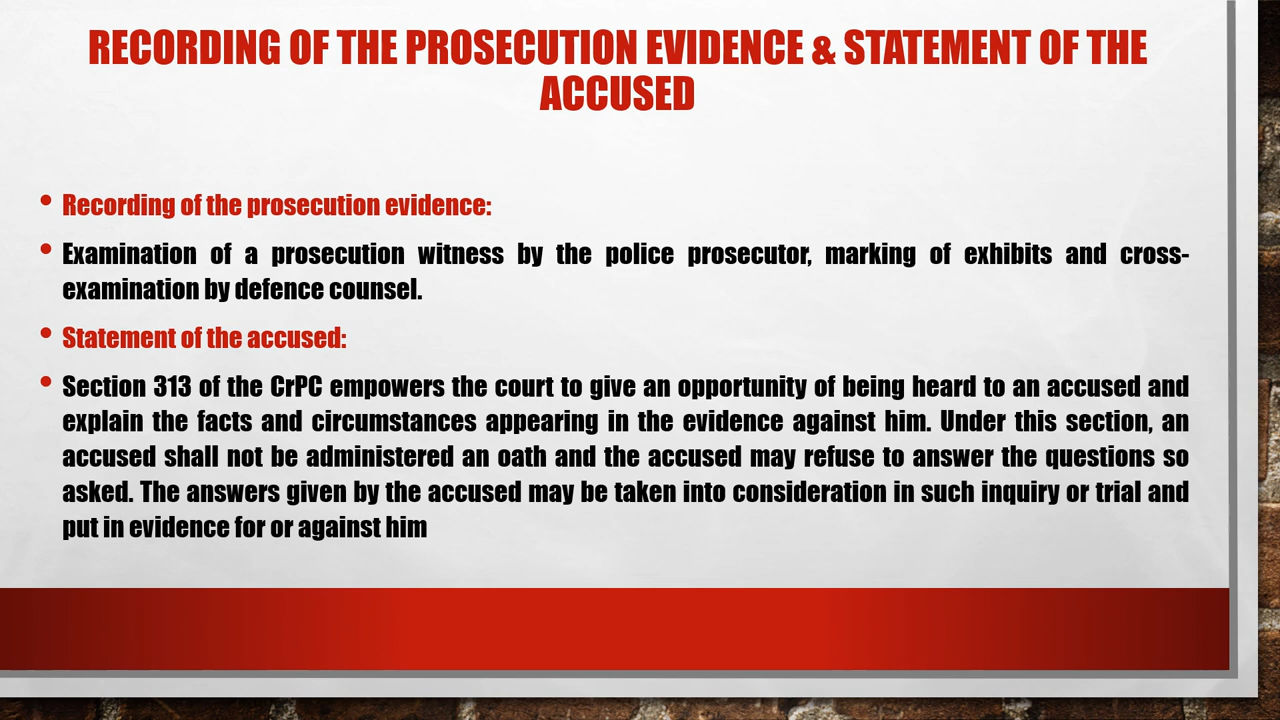 RECORDING OF THE PROSECUTION EVIDENCE & STATEMENT OF THE
ACCUSED
• Recording of the prosecution evidence:
• Examination of a prosecution witness by the police prosecutor, marking of exhibits and cross-
examination by defence counsel.
• Statement of the accused:
• Section 313 of the CrPC empowers the court to give an opportunity of being heard to an accused and
explain the facts and circumstances appearing in the evidence against him. Under this section, an
accused shall not be administered an oath and the accused may refuse to answer the questions so
asked. The answers given by the accused may be taken into consideration in such inquiry or trial and
put in evidence for or against him